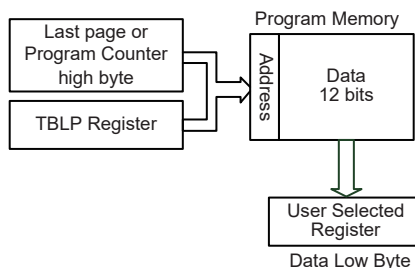 Last page or
Program Counter
high byte
TBLP Register
Program Memory
Address
Data
12 bits
User Selected
Register
Data Low Byte